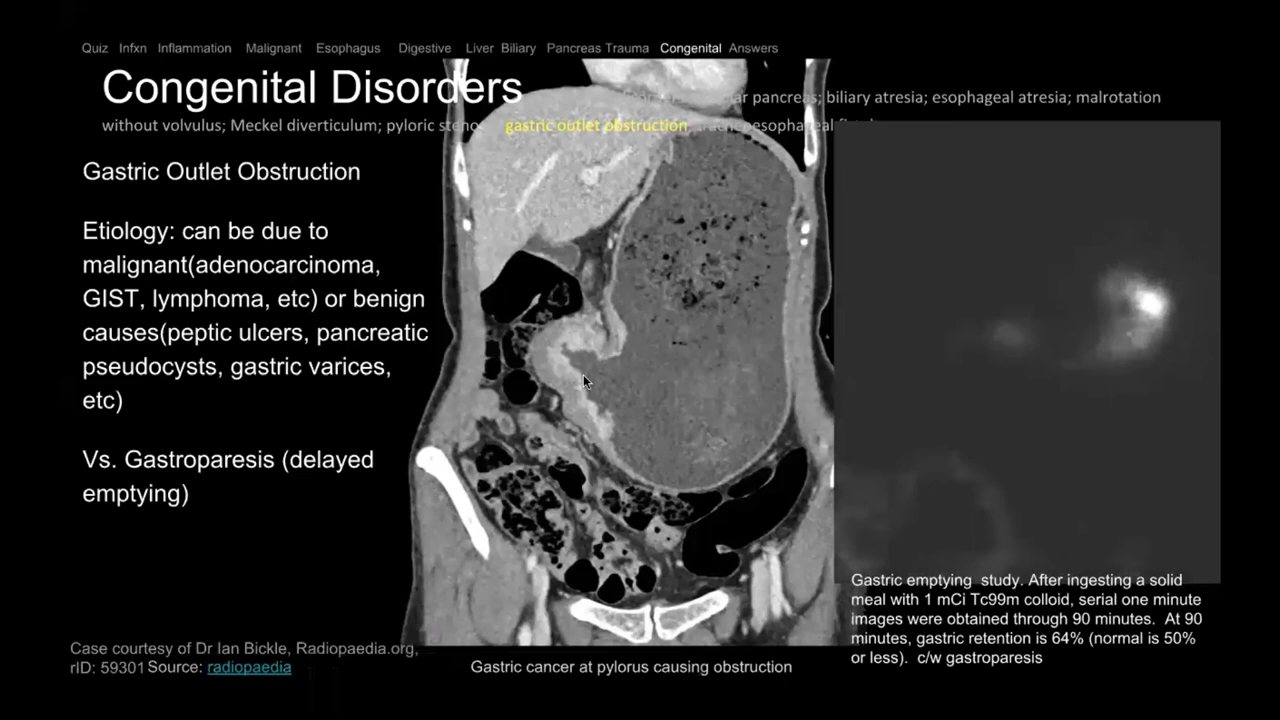 Quiz Infxn Inflammation Malignant Esophagus Digestive Liver Biliary Pancreas Trauma Congenital Answers
Congenital Disorders
pancreas; biliary atresia; esophageal atresia; malrotation
without volvulus; Meckel diverticulum; pyloric gastric outlet obstruction
Gastric Outlet Obstruction
Etiology: can be due to
malignant(adenocarcinoma,
GIST, lymphoma, etc) or benign
causes(peptic ulcers, pancreatic
pseudocysts, gastric varices,
etc)
Vs. Gastroparesis (delayed
emptying)
Case courtesy of Dr Ian Bickle, Radiopaedia.org,
rID: 59301 Source: radiopaedia
Gastric cancer at pylorus causing obstruction
Gastric emptying study. After ingesting a solid
meal with 1 mCi Tc99m colloid, serial one minute
images were obtained through 90 minutes. At 90
minutes, gastric retention is 64% (normal is 50%
or less). c/w gastroparesis